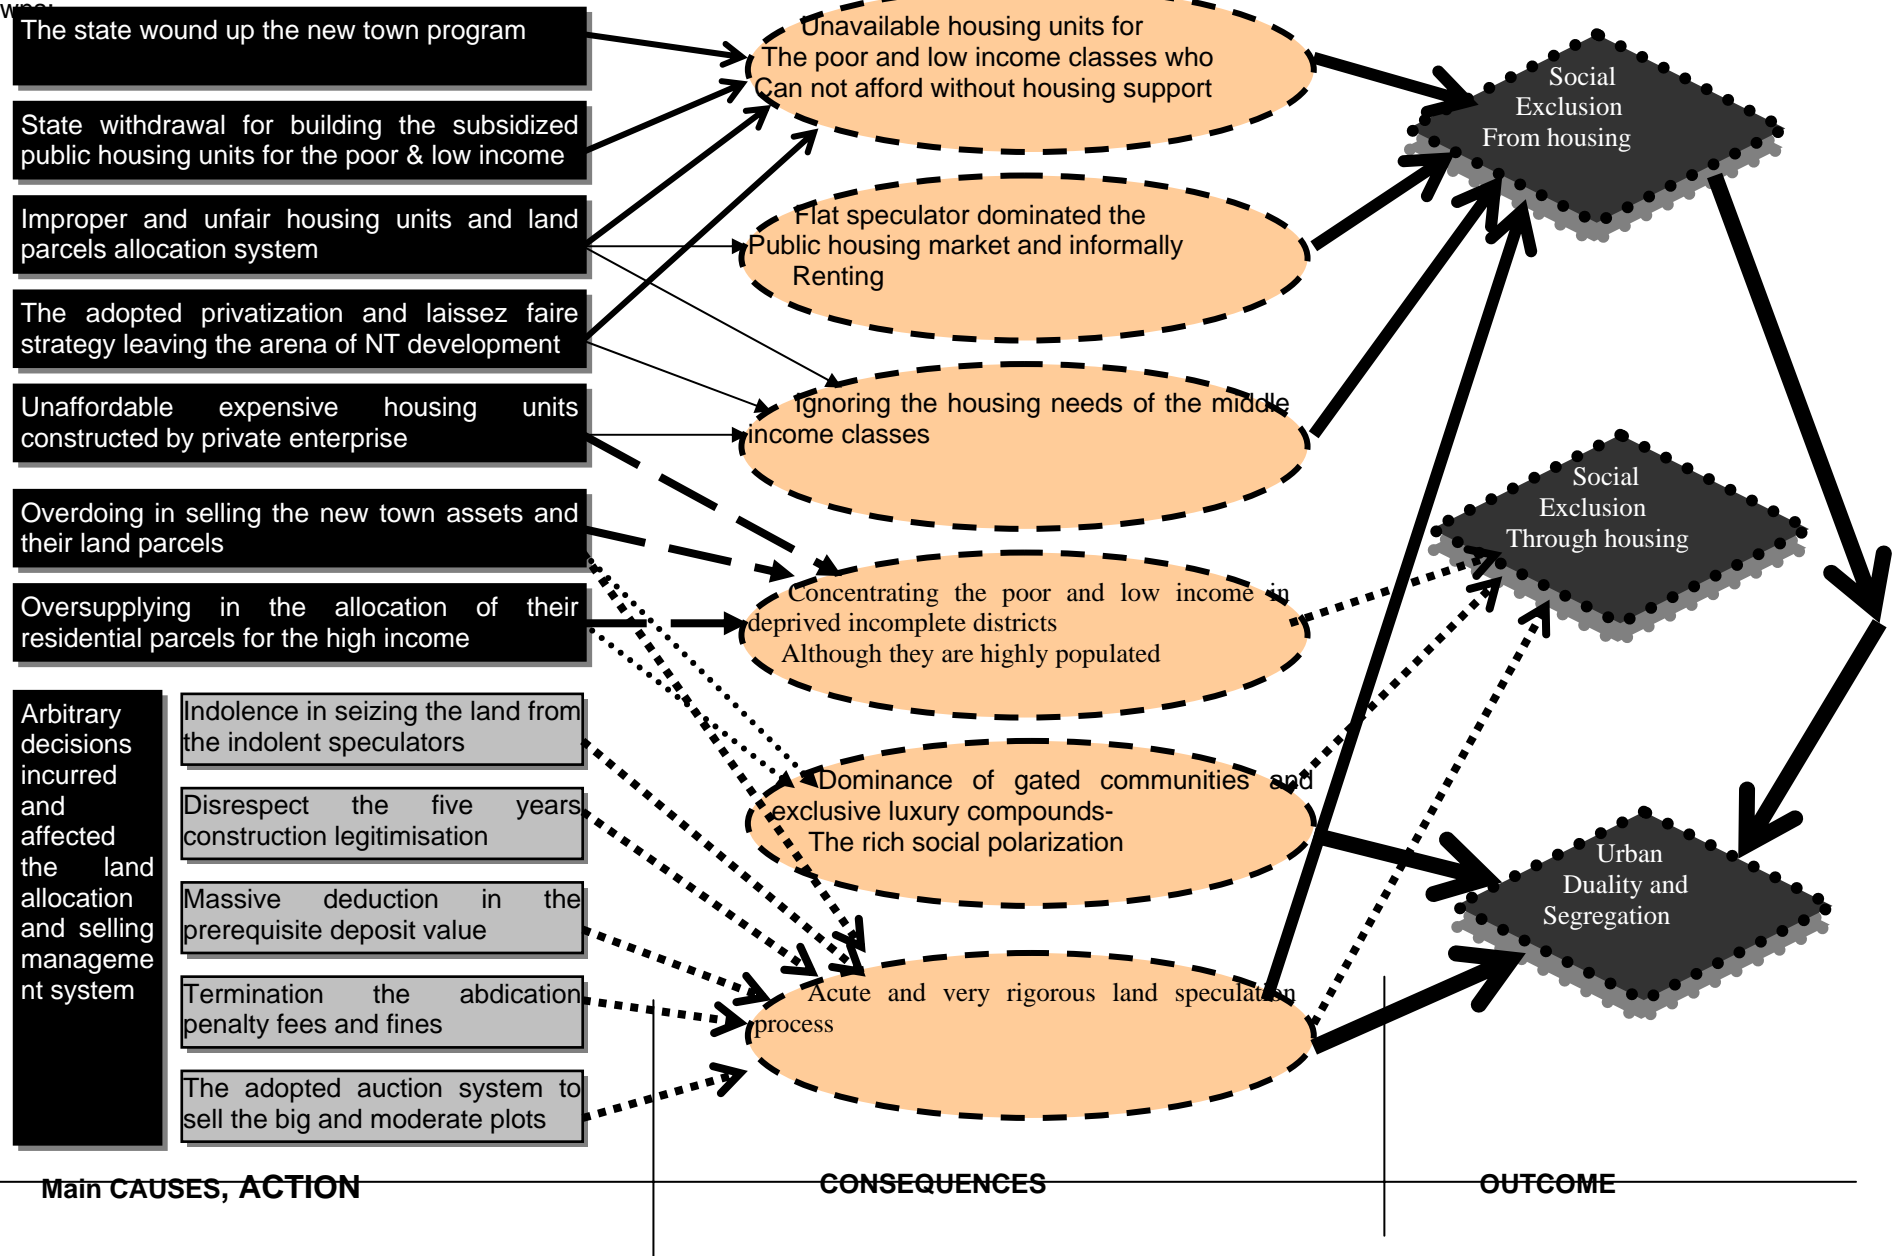 The state wound up the new town program
State withdrawal for building the subsidized
public housing units for the poor & low income
Improper and unfair housing units and land
parcels allocation system
The adopted privatization and laissez faire
strategy leaving the arena of NT development
Unaffordable expensive housing units
constructed by private enterprise
Overdoing in selling the new town assets and
their land parcels
Oversupplying in the allocation of their
residential parcels for the high income
Arbitrary
decisions
incurred
and
affected
the land
allocation
and selling
manageme
nt system
Indolence in seizing the land from
the indolent speculators
Disrespect the five years
construction legitimisation
Massive deduction in the
prerequisite deposit value
Termination the abdication
penalty fees and fines
The adopted auction system to
sell the big and moderate plots
Unavailable housing units for
The poor and low income classes who
Can not afford without housing support
Flat speculator dominated the
Public housing market and informally
Renting
Ignoring the housing needs of the middle
income classes
Concentrating the poor and low income in
deprived incomplete districts
Although they are highly populated
Dominance of gated communities and
exclusive luxury compounds-
The rich social polarization
Acute and very rigorous land speculation
process
Social
Exclusion
From housing
Social
Exclusion
Through housing
Urban
Duality and
Segregation
Main CAUSES, ACTION
CONSEQUENCES
OUTCOME